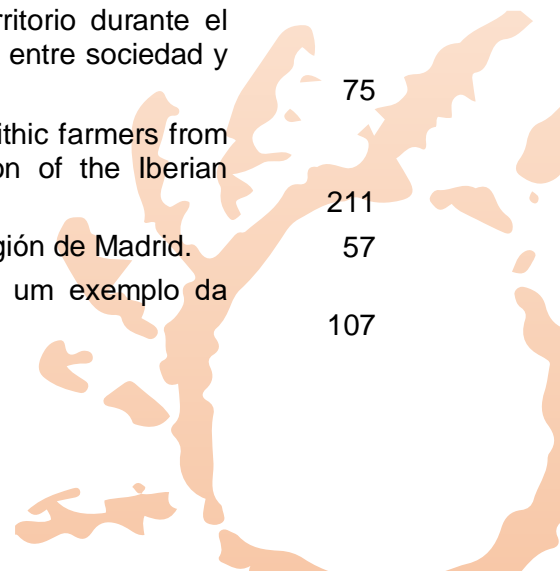 rritorio durante el
entre sociedad y
75
lithic farmers from
on of the Iberian
211
gión de Madrid.
57
um exemplo da
107